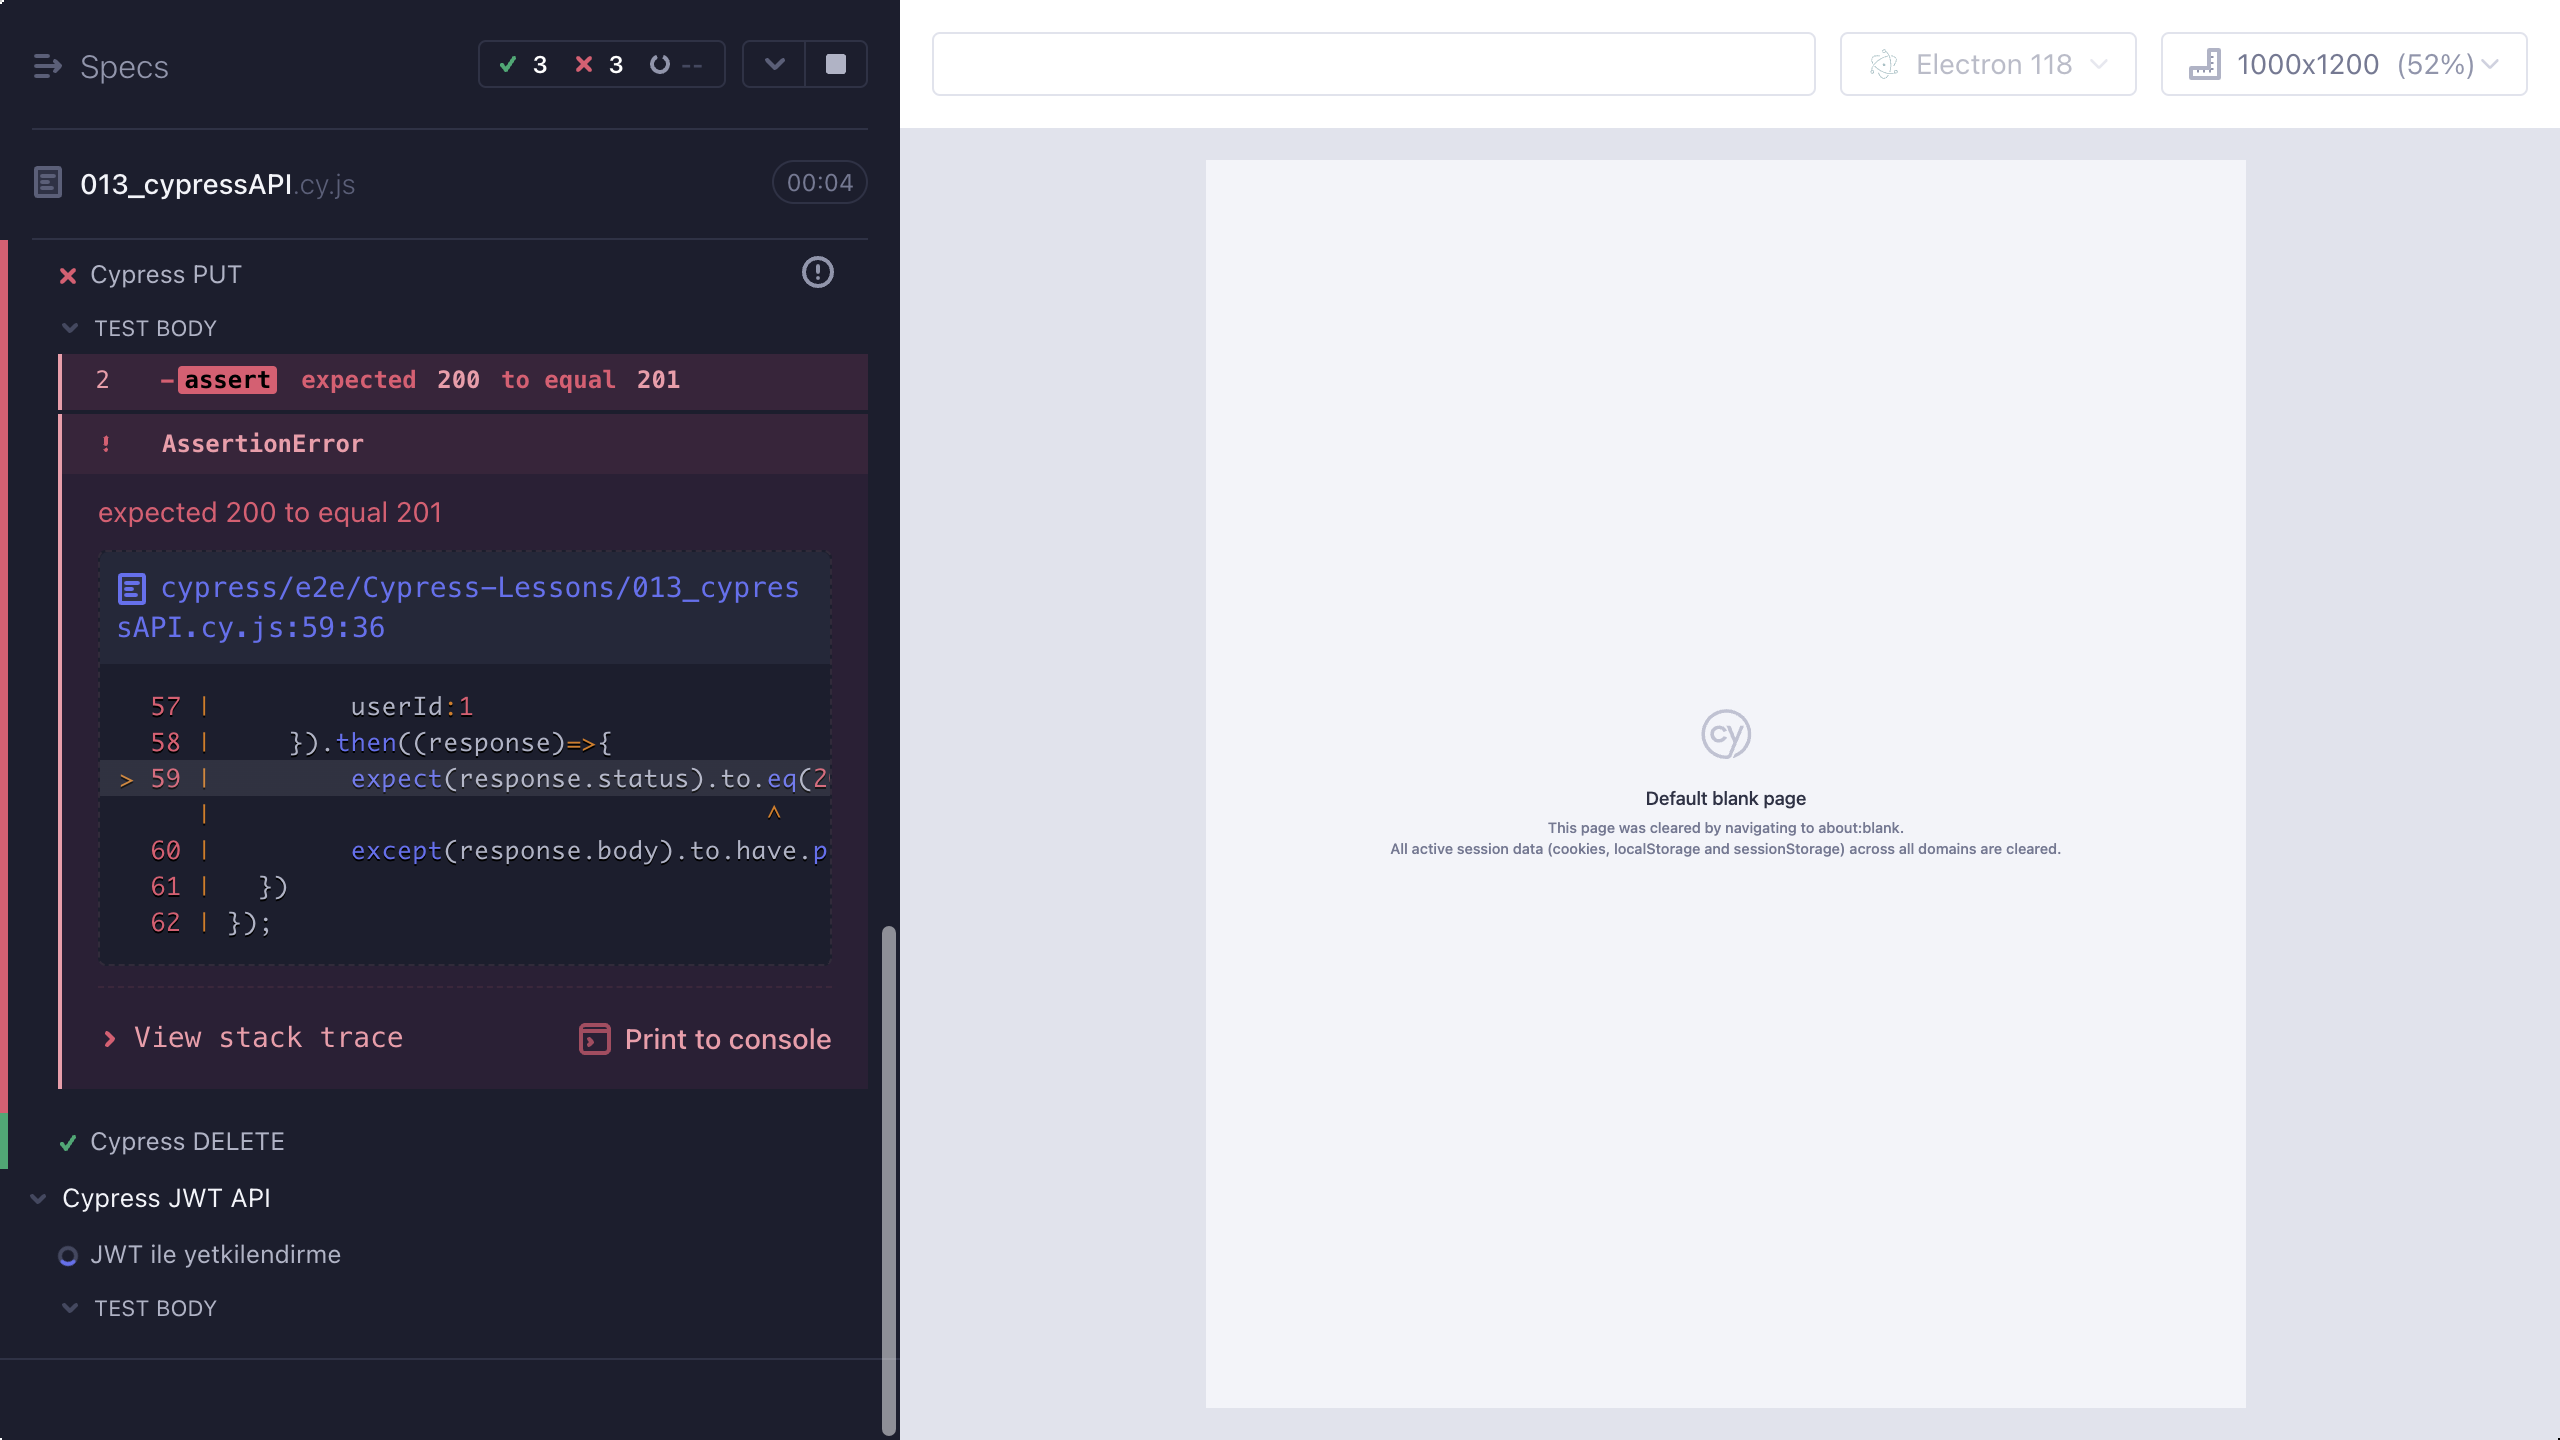 Specs
3 3 --
013_cypressAPI.cy.js
00:04
Cypress PUT
TEST BODY
2 -assert expected 200 to equal 201
! AssertionError
expected 200 to equal 201
cypress/e2e/Cypress-Lessons/013_cypres
sAPI.cy.js:59:36
57 | userId:1
58 | }).then((response)=>{
> 59 | expect(response.status).to.eq(2
| ^
60 | except(response.body).to.have.p
61 | })
62 | });
View stack trace
Print to console
Cypress DELETE
Cypress JWT API
JWT ile yetkilendirme
TEST BODY
Electron 118
1000x1200 (52%)
cy
Default blank page
This page was cleared by navigating to about:blank.
All active session data (cookies, localStorage and sessionStorage) across all domains are cleared.